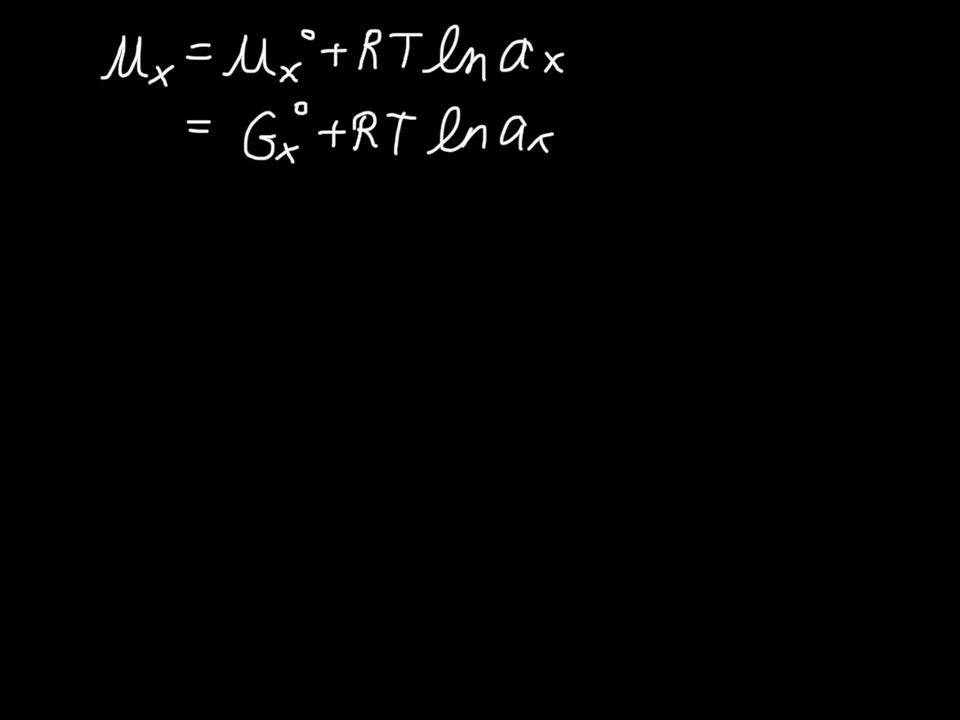 μₓ = μₓ° + RT ln aₓ
= Gₓ° + RT ln aₓ